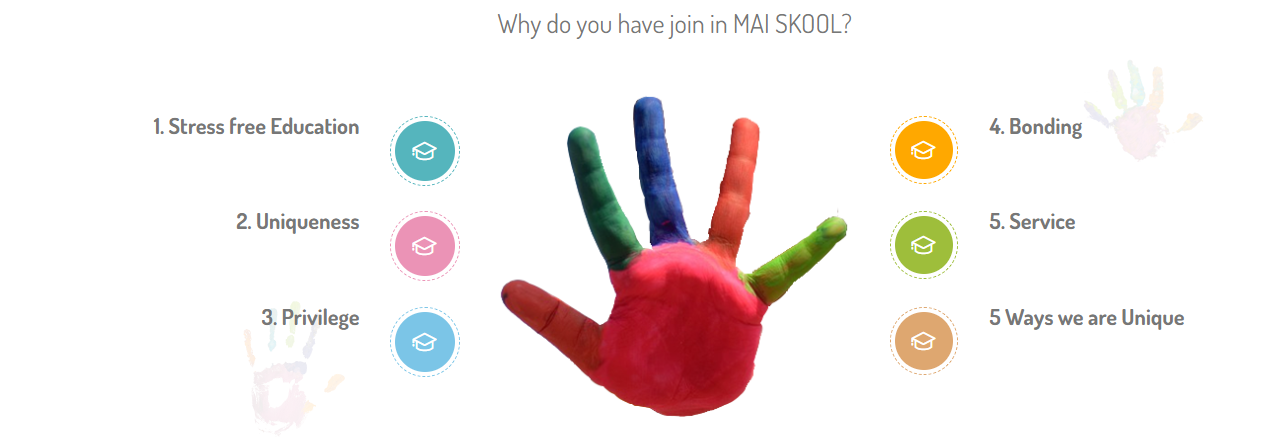 Why do you have join in MAI SKOOL?
1. Stress free Education
2. Uniqueness
3. Privilege
4. Bonding
5. Service
5 Ways we are Unique